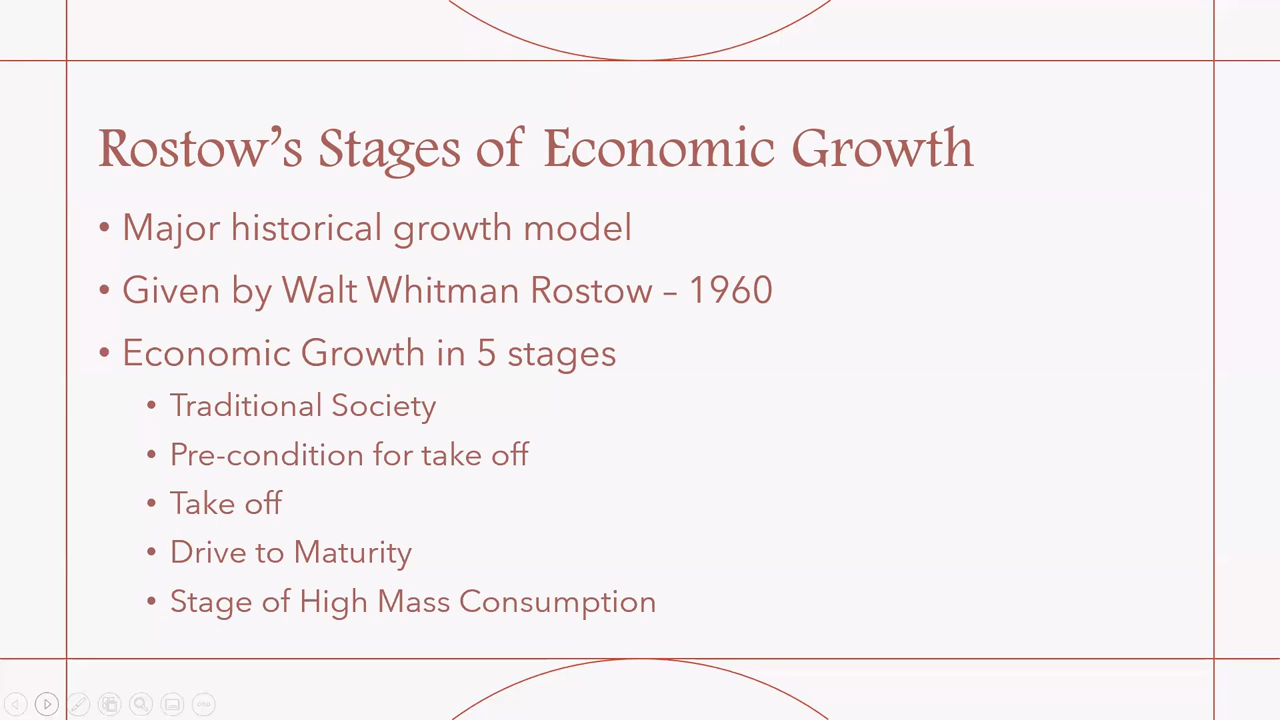 Rostow’s Stages of Economic Growth
• Major historical growth model
• Given by Walt Whitman Rostow – 1960
• Economic Growth in 5 stages
• Traditional Society
• Pre-condition for take off
• Take off
• Drive to Maturity
• Stage of High Mass Consumption